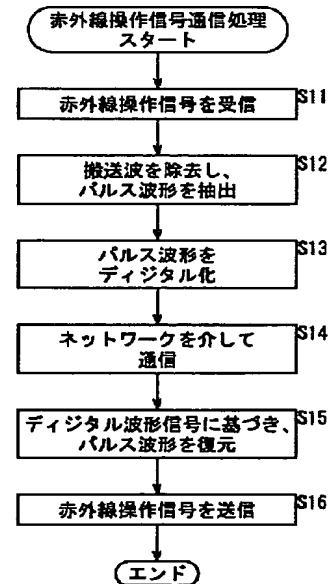 赤外線操作信号通信処理
スタート
赤外線操作信号を受信
S11
搬送波を除去し、
パルス波形を抽出
S12
パルス波形を
ディジタル化
S13
ネットワークを介して
通信
S14
ディジタル波形信号に基づき、
パルス波形を復元
S15
赤外線操作信号を送信
S16
エンド